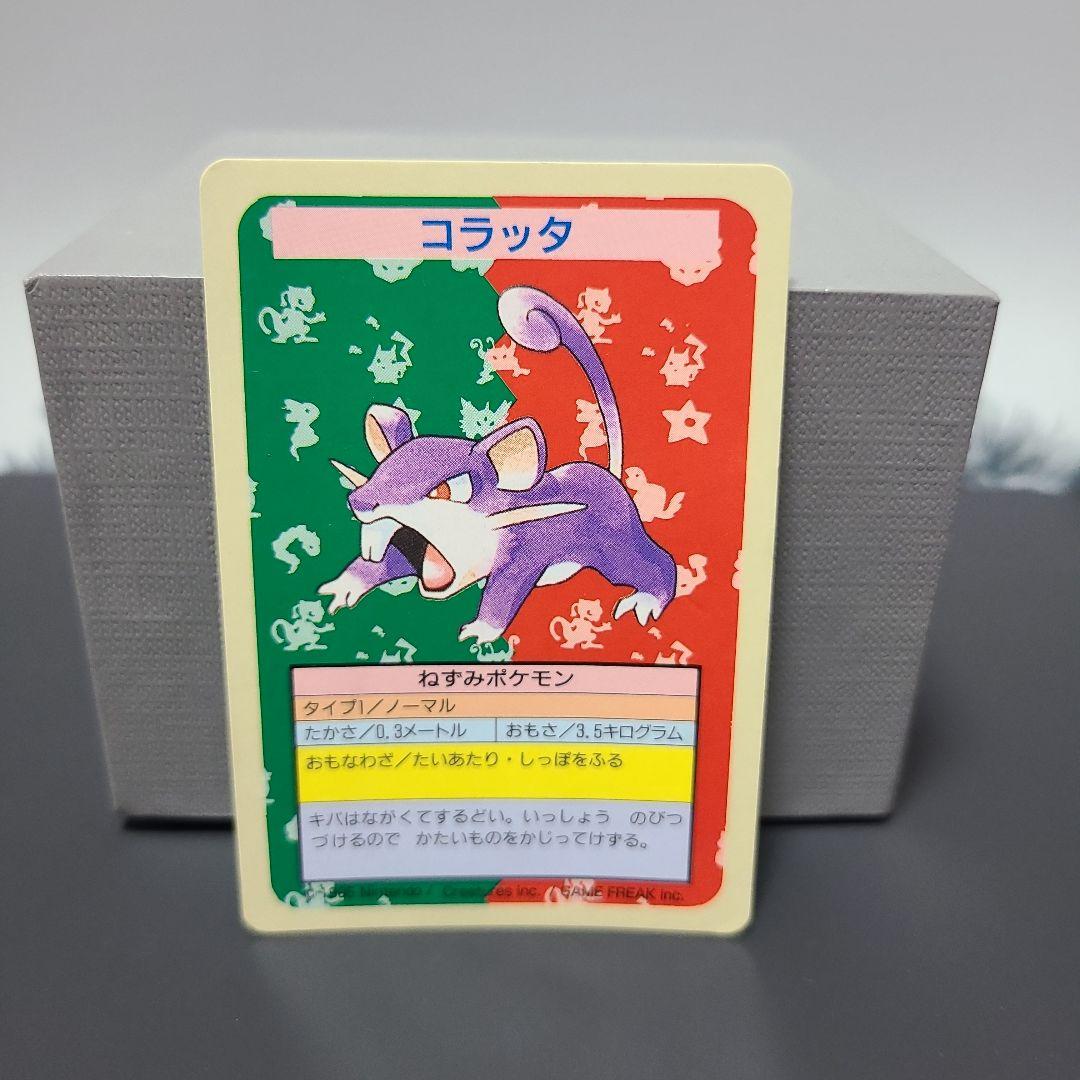 コラッタ
ねずみポケモン
タイプ1／ノーマル
たかさ／0.3メートル　おもさ／3.5キログラム
おもなわざ／たいあたり・しっぽをふる
キバはながくてするどい。いっしょう　のびつ
づけるので　かたいものをかじってけずる。
© 1995 Nintendo / Creatures inc. / GAME FREAK inc.